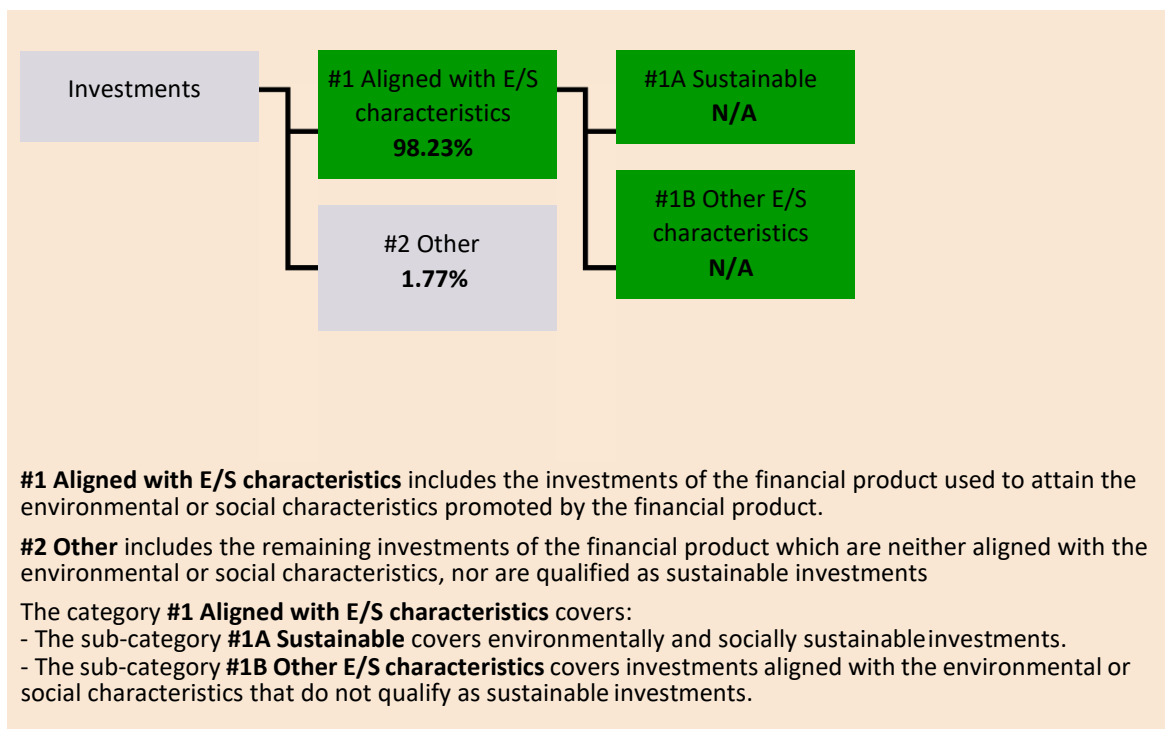 Investments
#1 Aligned with E/S
characteristics
98.23%
#2 Other
1.77%
#1A Sustainable
N/A
#1B Other E/S
characteristics
N/A
#1 Aligned with E/S characteristics includes the investments of the financial product used to attain the
environmental or social characteristics promoted by the financial product.
#2 Other includes the remaining investments of the financial product which are neither aligned with the
environmental or social characteristics, nor are qualified as sustainable investments
The category #1 Aligned with E/S characteristics covers:
- The sub-category #1A Sustainable covers environmentally and socially sustainable investments.
- The sub-category #1B Other E/S characteristics covers investments aligned with the environmental or
social characteristics that do not qualify as sustainable investments.